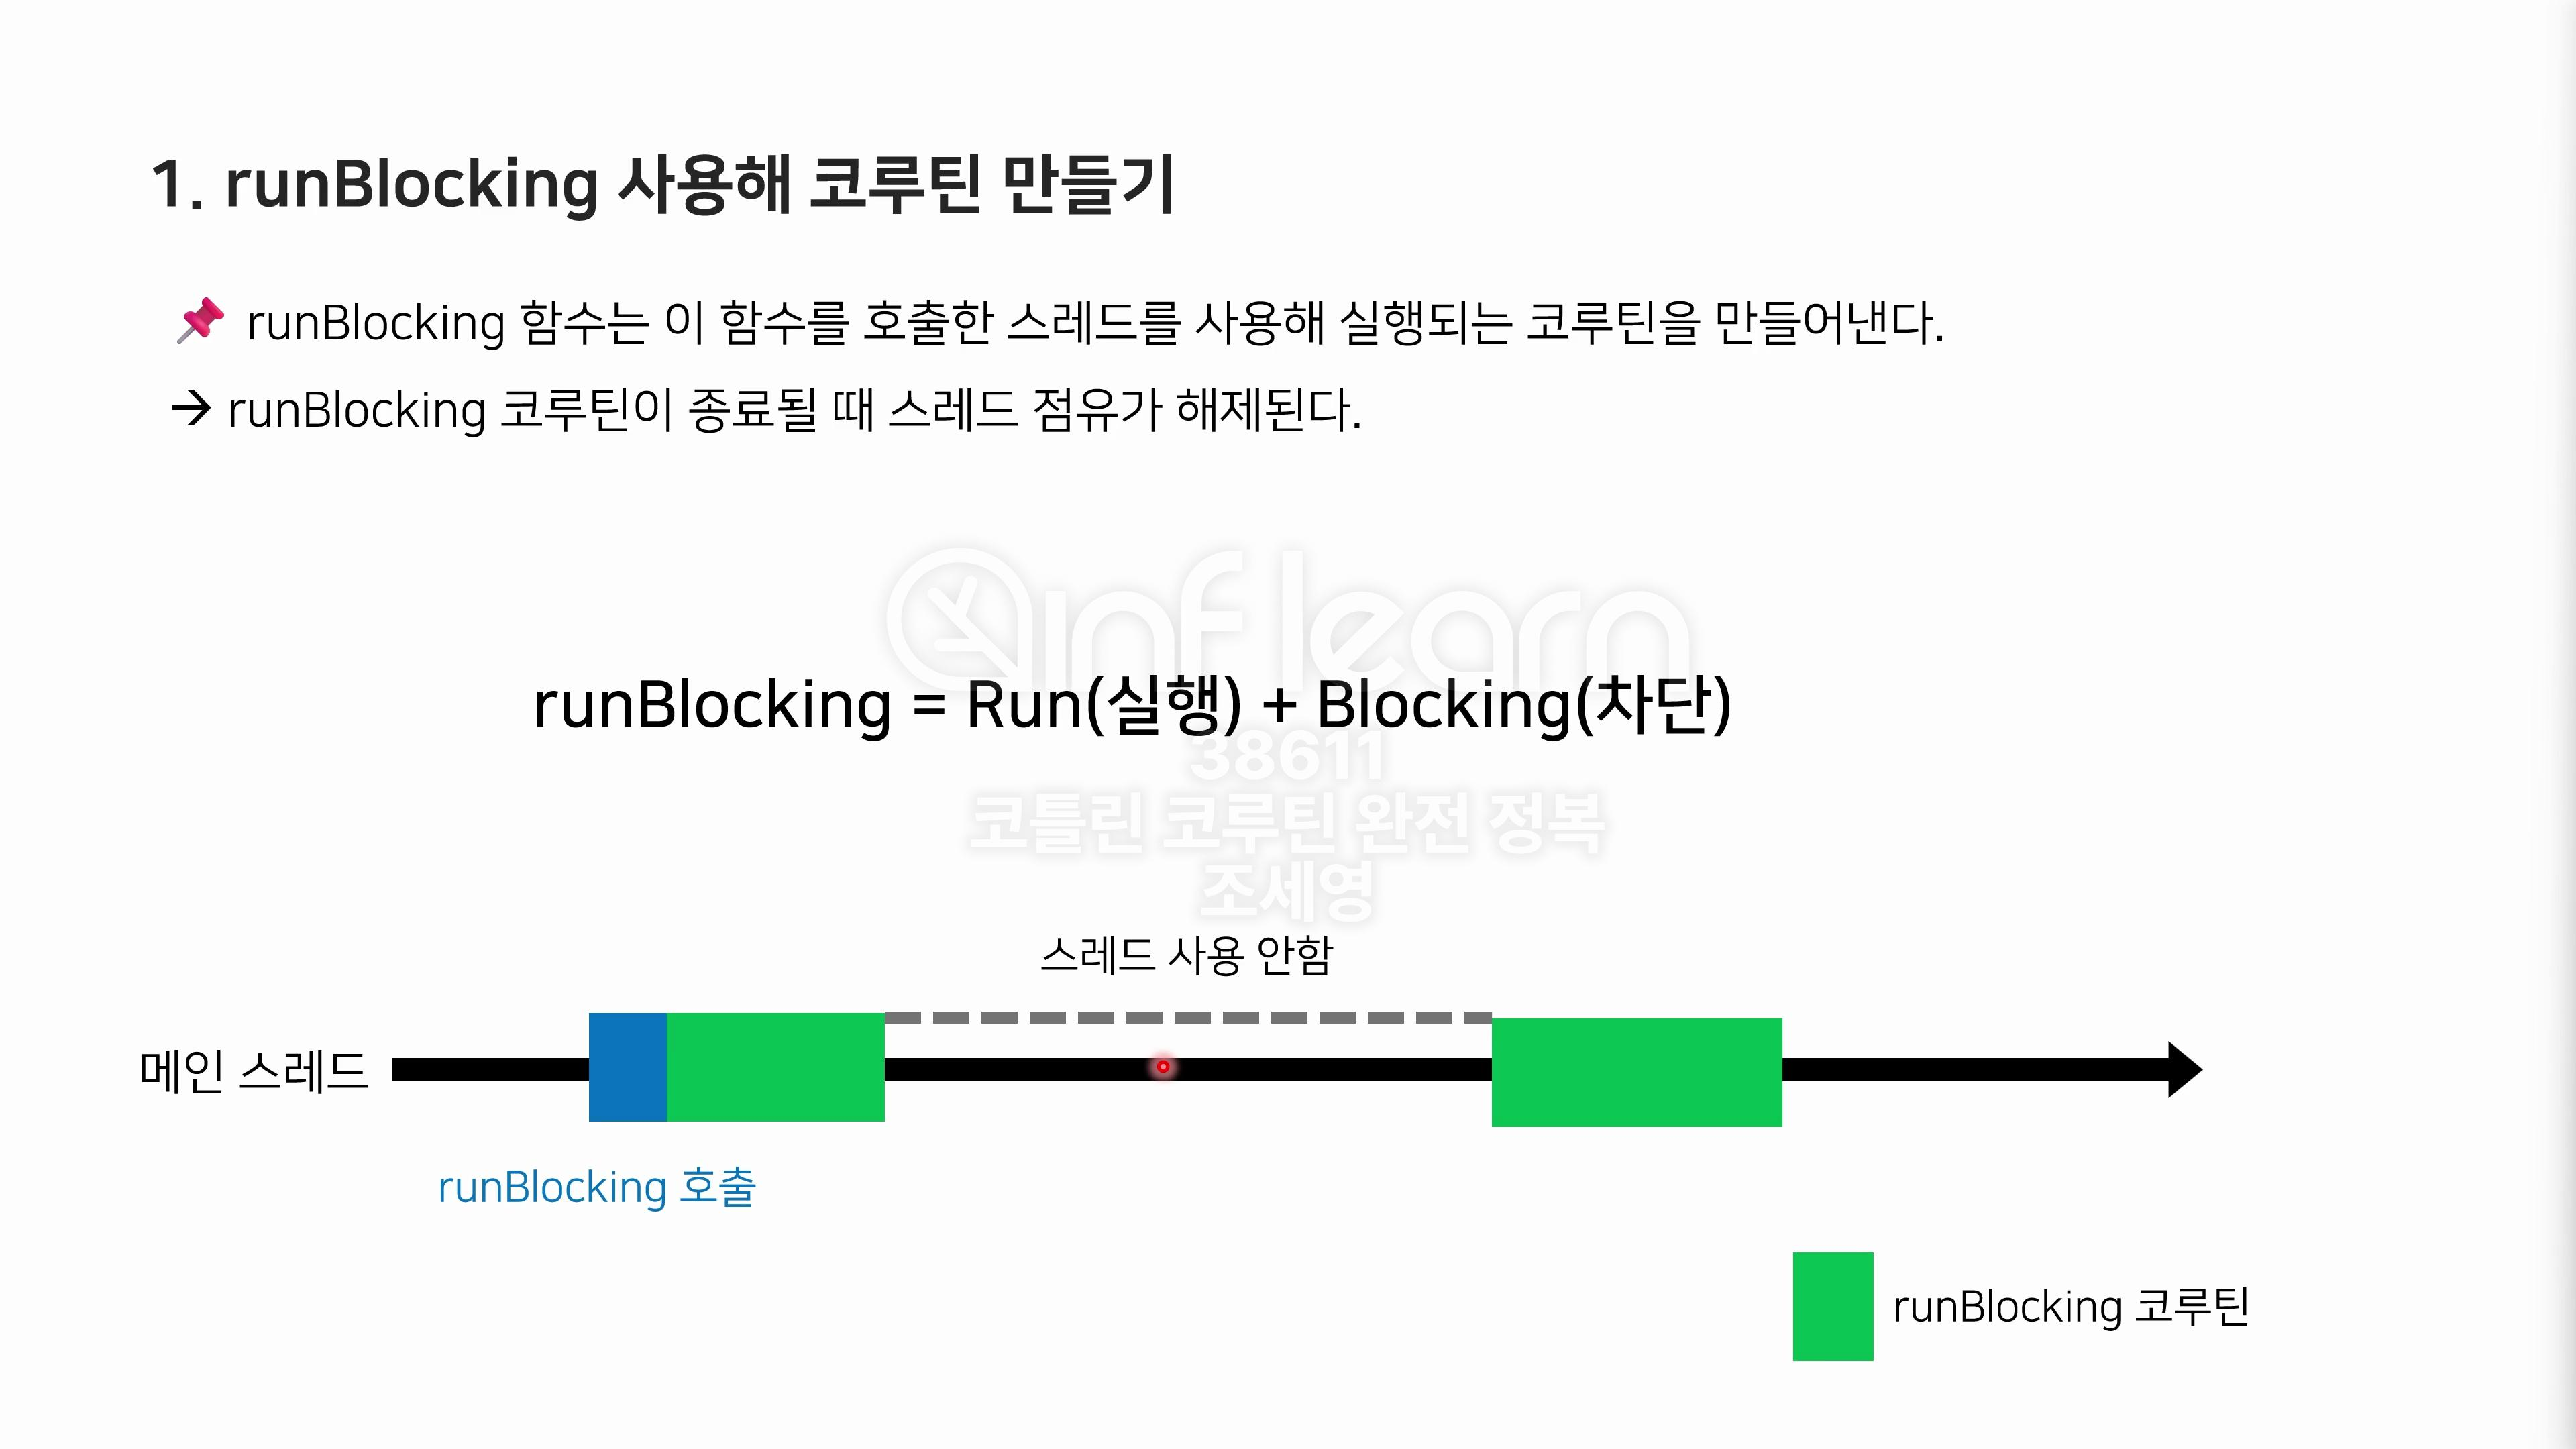 1. runBlocking 사용해 코루틴 만들기
📌 runBlocking 함수는 이 함수를 호출한 스레드를 사용해 실행되는 코루틴을 만들어낸다.
→ runBlocking 코루틴이 종료될 때 스레드 점유가 해제된다.
inflearn
runBlocking = Run(실행) + Blocking(차단)
38611
코틀린 코루틴 완전 정복
조세영
스레드 사용 안함
메인 스레드
runBlocking 호출
runBlocking 코루틴